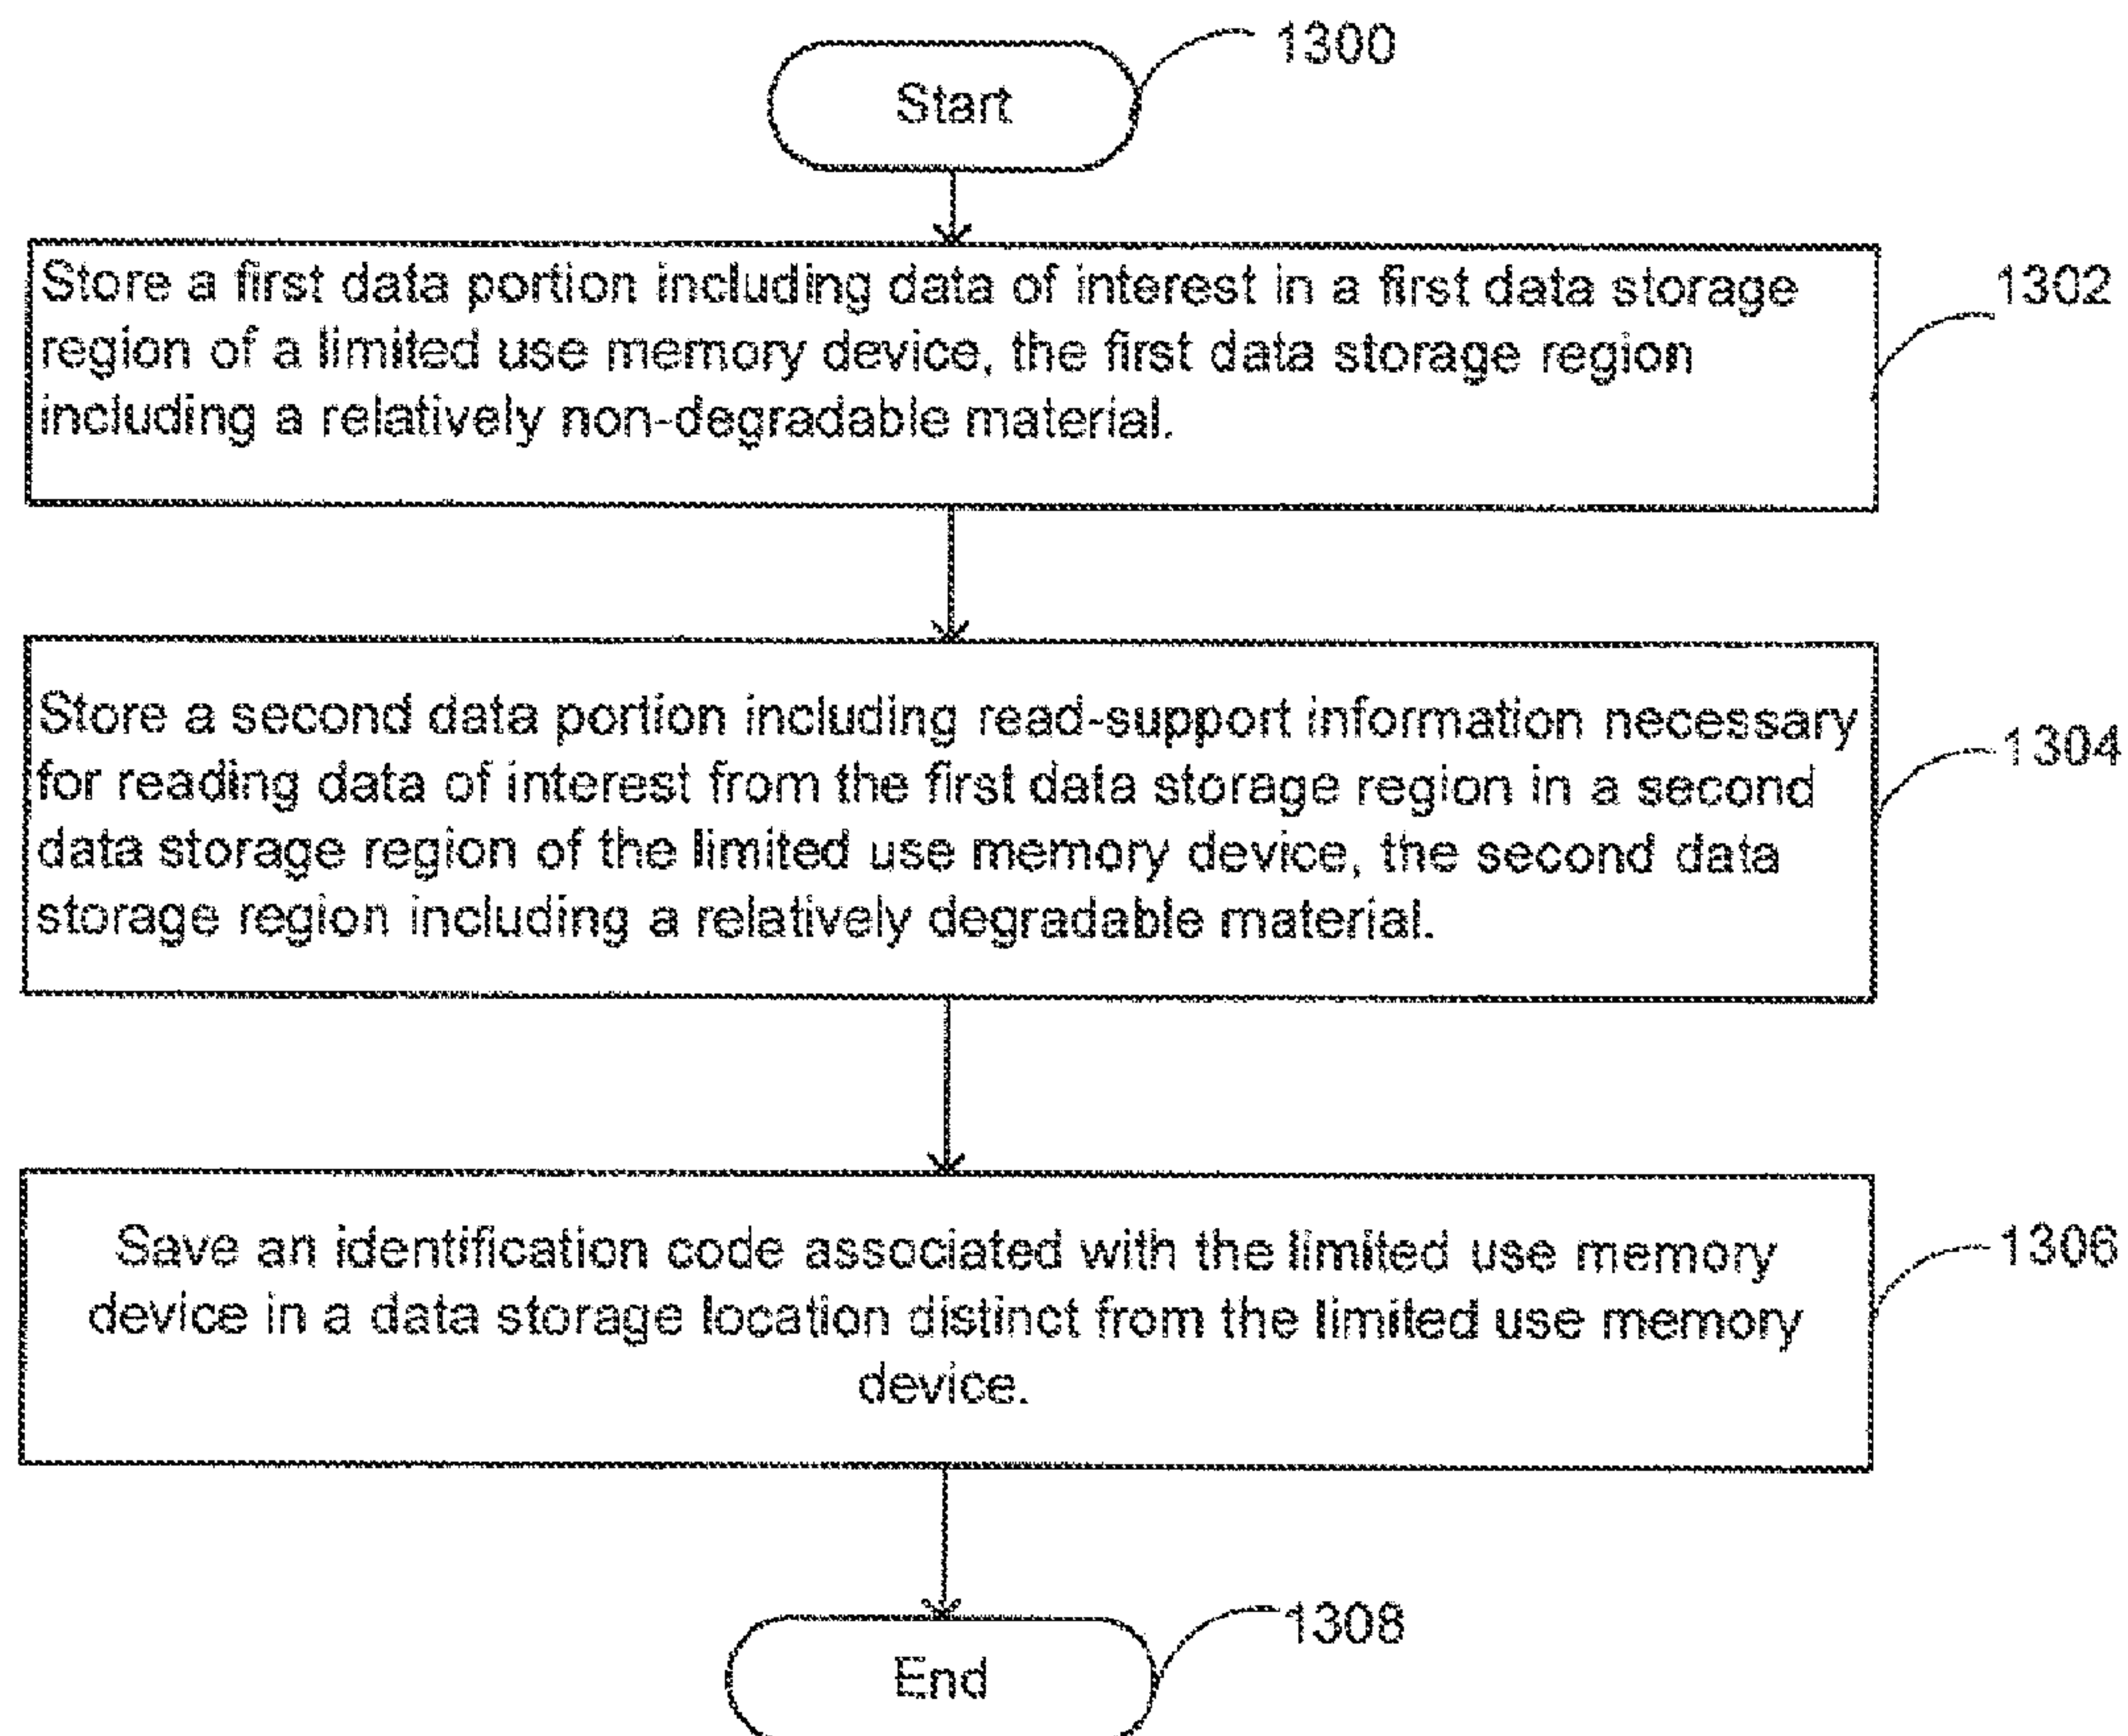 1300
Start
1302
Store a first data portion including data of interest in a first data storage
region of a limited use memory device, the first data storage region
including a relatively non-degradable material.
1304
Store a second data portion including read-support information necessary
for reading data of interest from the first data storage region in a second
data storage region of the limited use memory device, the second data
storage region including a relatively degradable material.
1306
Save an identification code associated with the limited use memory
device in a data storage location distinct from the limited use memory
device.
1308
End